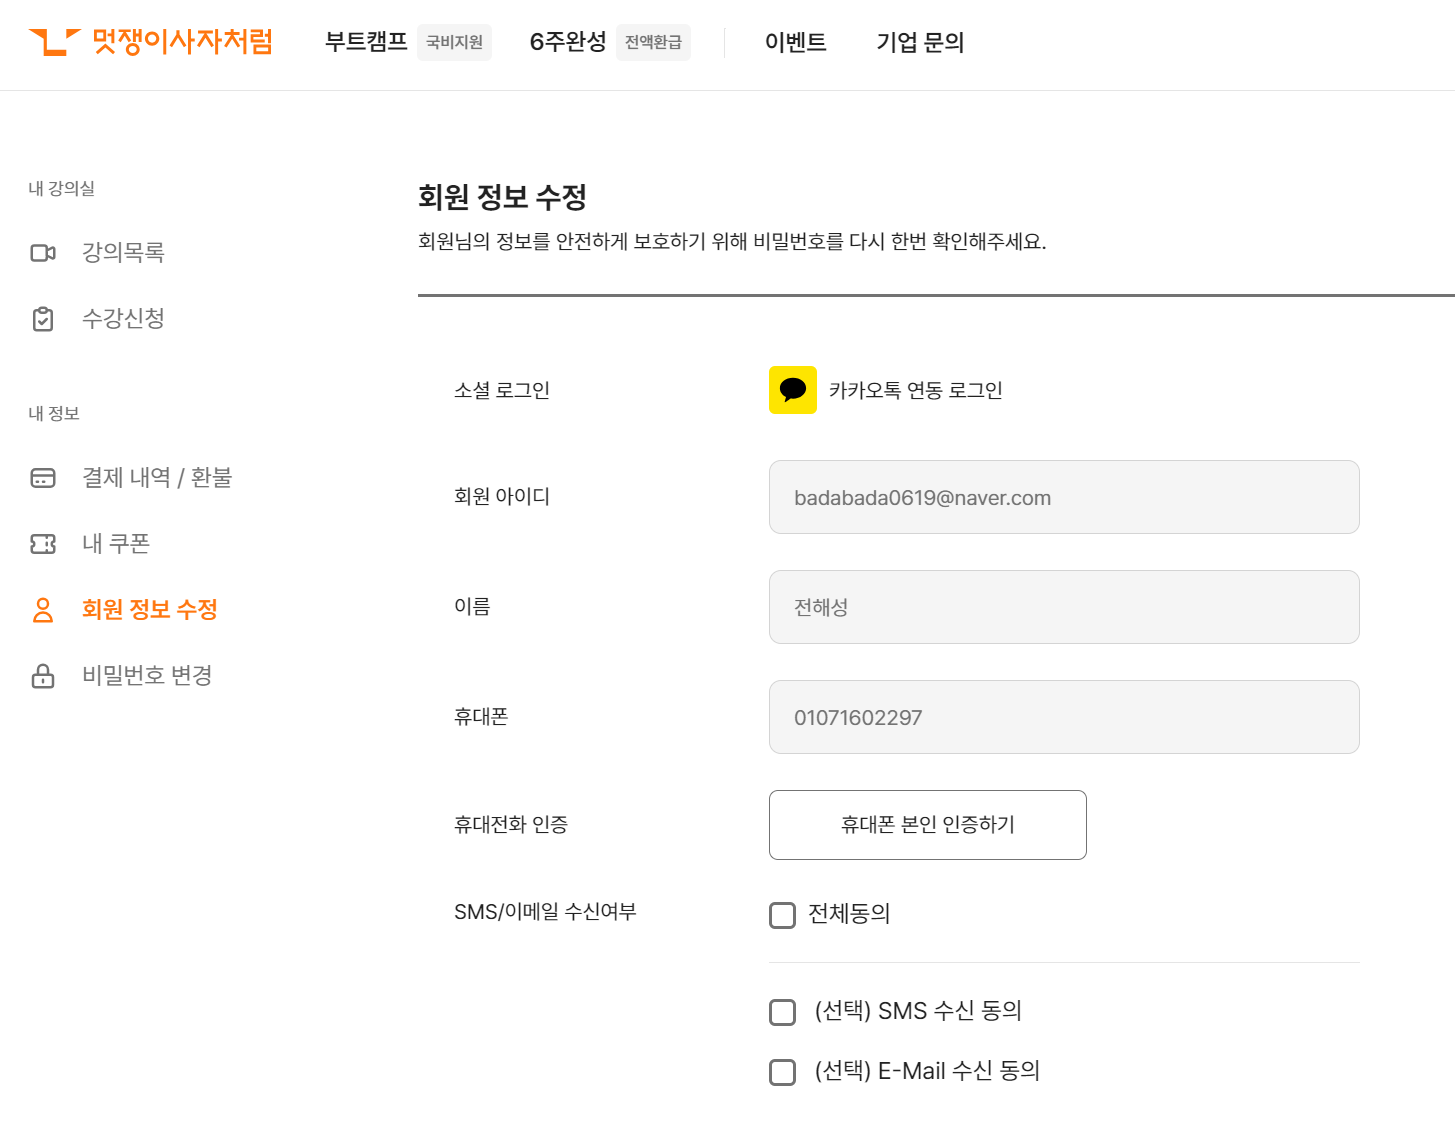 멋쟁이사자처럼 부트캠프 국비지원 6주완성 전액환급 이벤트 기업 문의
내 강의실
강의목록
수강신청
내 정보
결제 내역 / 환불
내 쿠폰
회원 정보 수정
비밀번호 변경
회원 정보 수정
회원님의 정보를 안전하게 보호하기 위해 비밀번호를 다시 한번 확인해주세요.
소셜 로그인 카카오톡 연동 로그인
회원 아이디 badabada0619@naver.com
이름 전해성
휴대폰 01071602297
휴대전화 인증 휴대폰 본인 인증하기
SMS/이메일 수신여부 전체동의
(선택) SMS 수신 동의
(선택) E-Mail 수신 동의